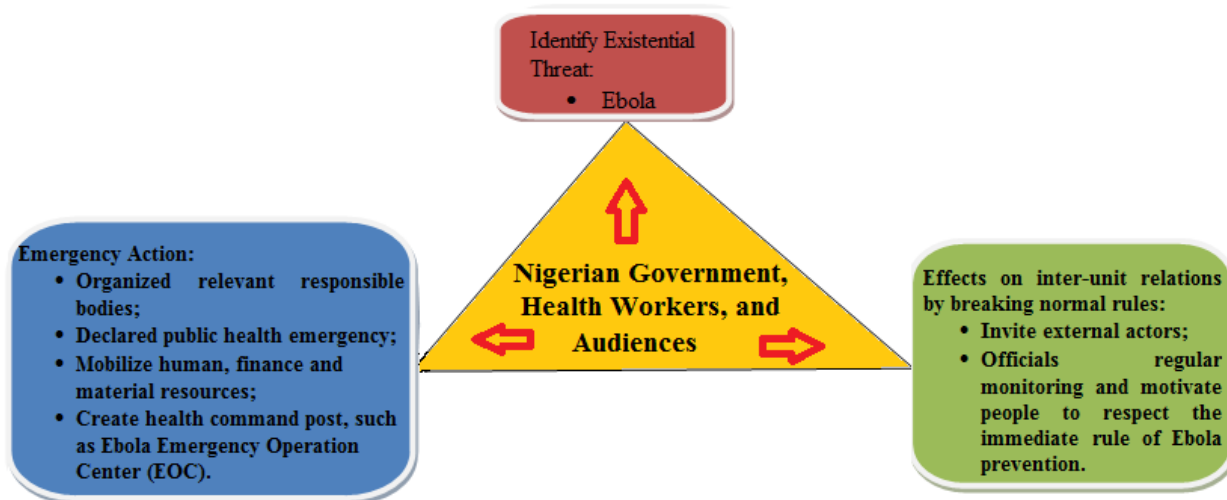 Identify Existential
Threat:
• Ebola
Nigerian Government,
Health Workers, and
Audiences
Emergency Action:
• Organized relevant responsible
bodies;
• Declared public health emergency;
• Mobilize human, finance and
material resources;
• Create health command post, such
as Ebola Emergency Operation
Center (EOC).
Effects on inter-unit relations
by breaking normal rules:
• Invite external actors;
• Officials regular
monitoring and motivate
people to respect the
immediate rule of Ebola
prevention.